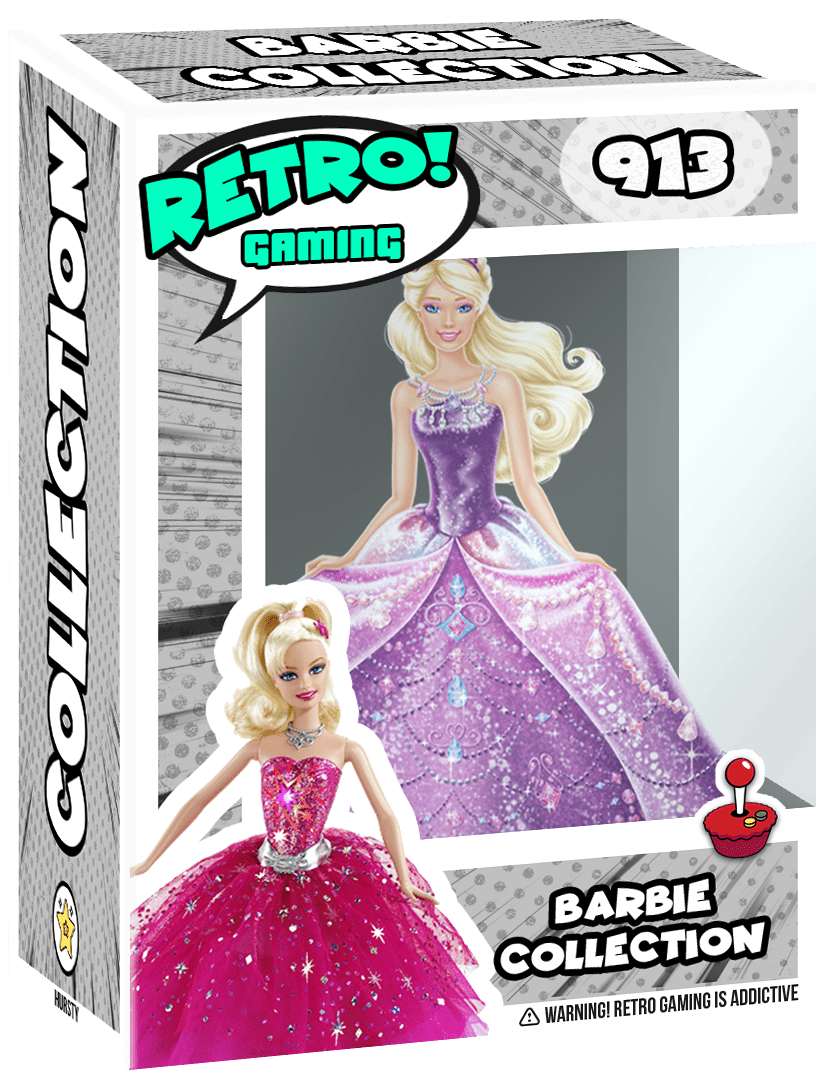 BARBIE
COLLECTION
RETRO!
GAMING
913
COLLECTION
BARBIE
COLLECTION
⚠ WARNING! RETRO GAMING IS ADDICTIVE
HURSTY